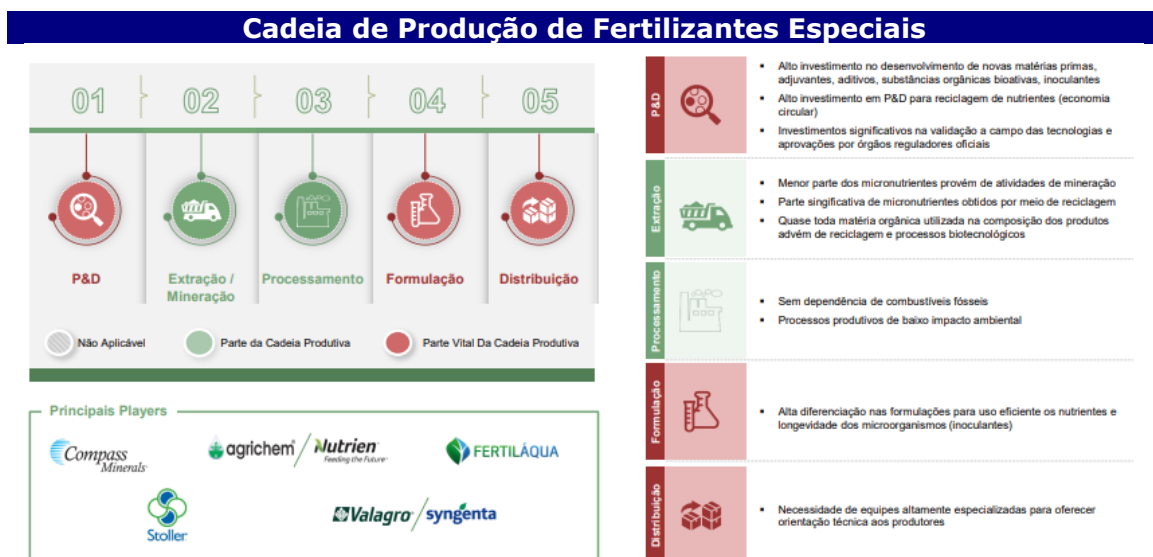 Cadeia de Produção de Fertilizantes Especiais
01 02 03 04 05
P&D
Extração /
Mineração
Processamento
Formulação
Distribuição
Não Aplicável
Parte da Cadeia Produtiva
Parte Vital Da Cadeia Produtiva
Principais Players
Compass
Minerals
agrichem
Nutrien
Feeding the Future
FERTILÁQUA
Stoller
Valagro
syngenta
P&D
▪ Alto investimento no desenvolvimento de novas matérias primas,
adjuvantes, aditivos, substâncias orgânicas bioativas, inoculantes
▪ Alto investimento em P&D para reciclagem de nutrientes (economia
circular)
▪ Investimentos significativos na validação a campo das tecnologias e
aprovações por órgãos reguladores oficiais
Extração
▪ Menor parte dos micronutrientes provém de atividades de mineração
▪ Parte singificativa de micronutrientes obtidos por meio de reciclagem
▪ Quase toda matéria orgânica utilizada na composição dos produtos
advém de reciclagem e processos biotecnológicos
Processamento
▪ Sem dependência de combustíveis fósseis
▪ Processos produtivos de baixo impacto ambiental
Formulação
▪ Alta diferenciação nas formulações para uso eficiente os nutrientes e
longevidade dos microorganismos (inoculantes)
Distribuição
▪ Necessidade de equipes altamente especializadas para oferecer
orientação técnica aos produtores